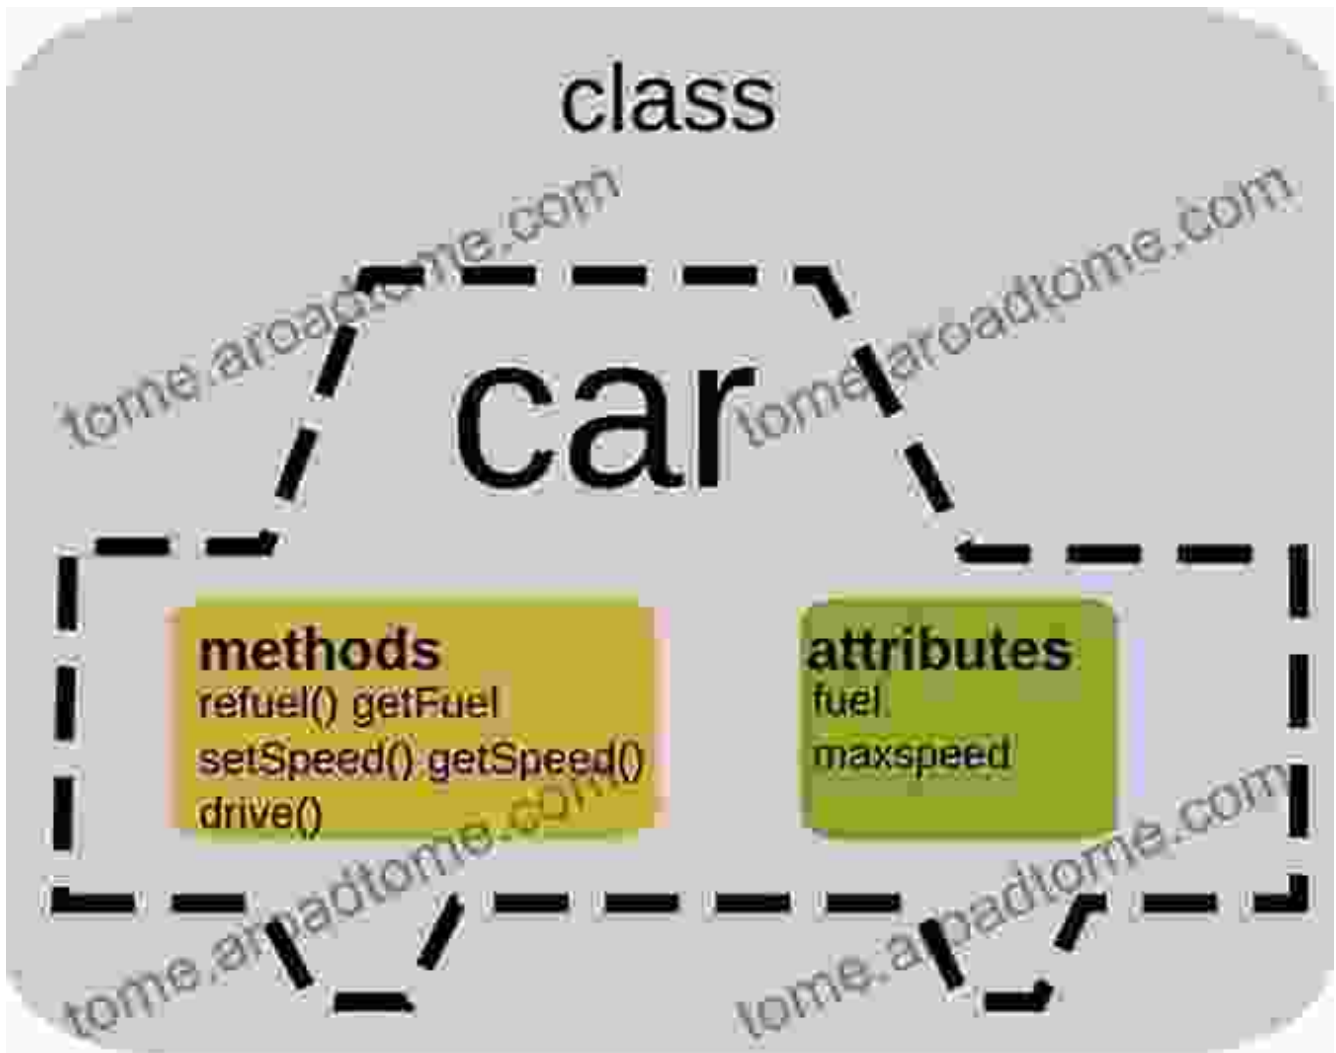 class
tome.aroadtome.com
tome.aroadtome.com
car
methods
refuel() getFuel
setSpeed() getSpeed()
drive()
attributes
fuel
maxspeed
tome.aroadtome.com
tome.aroadtome.com